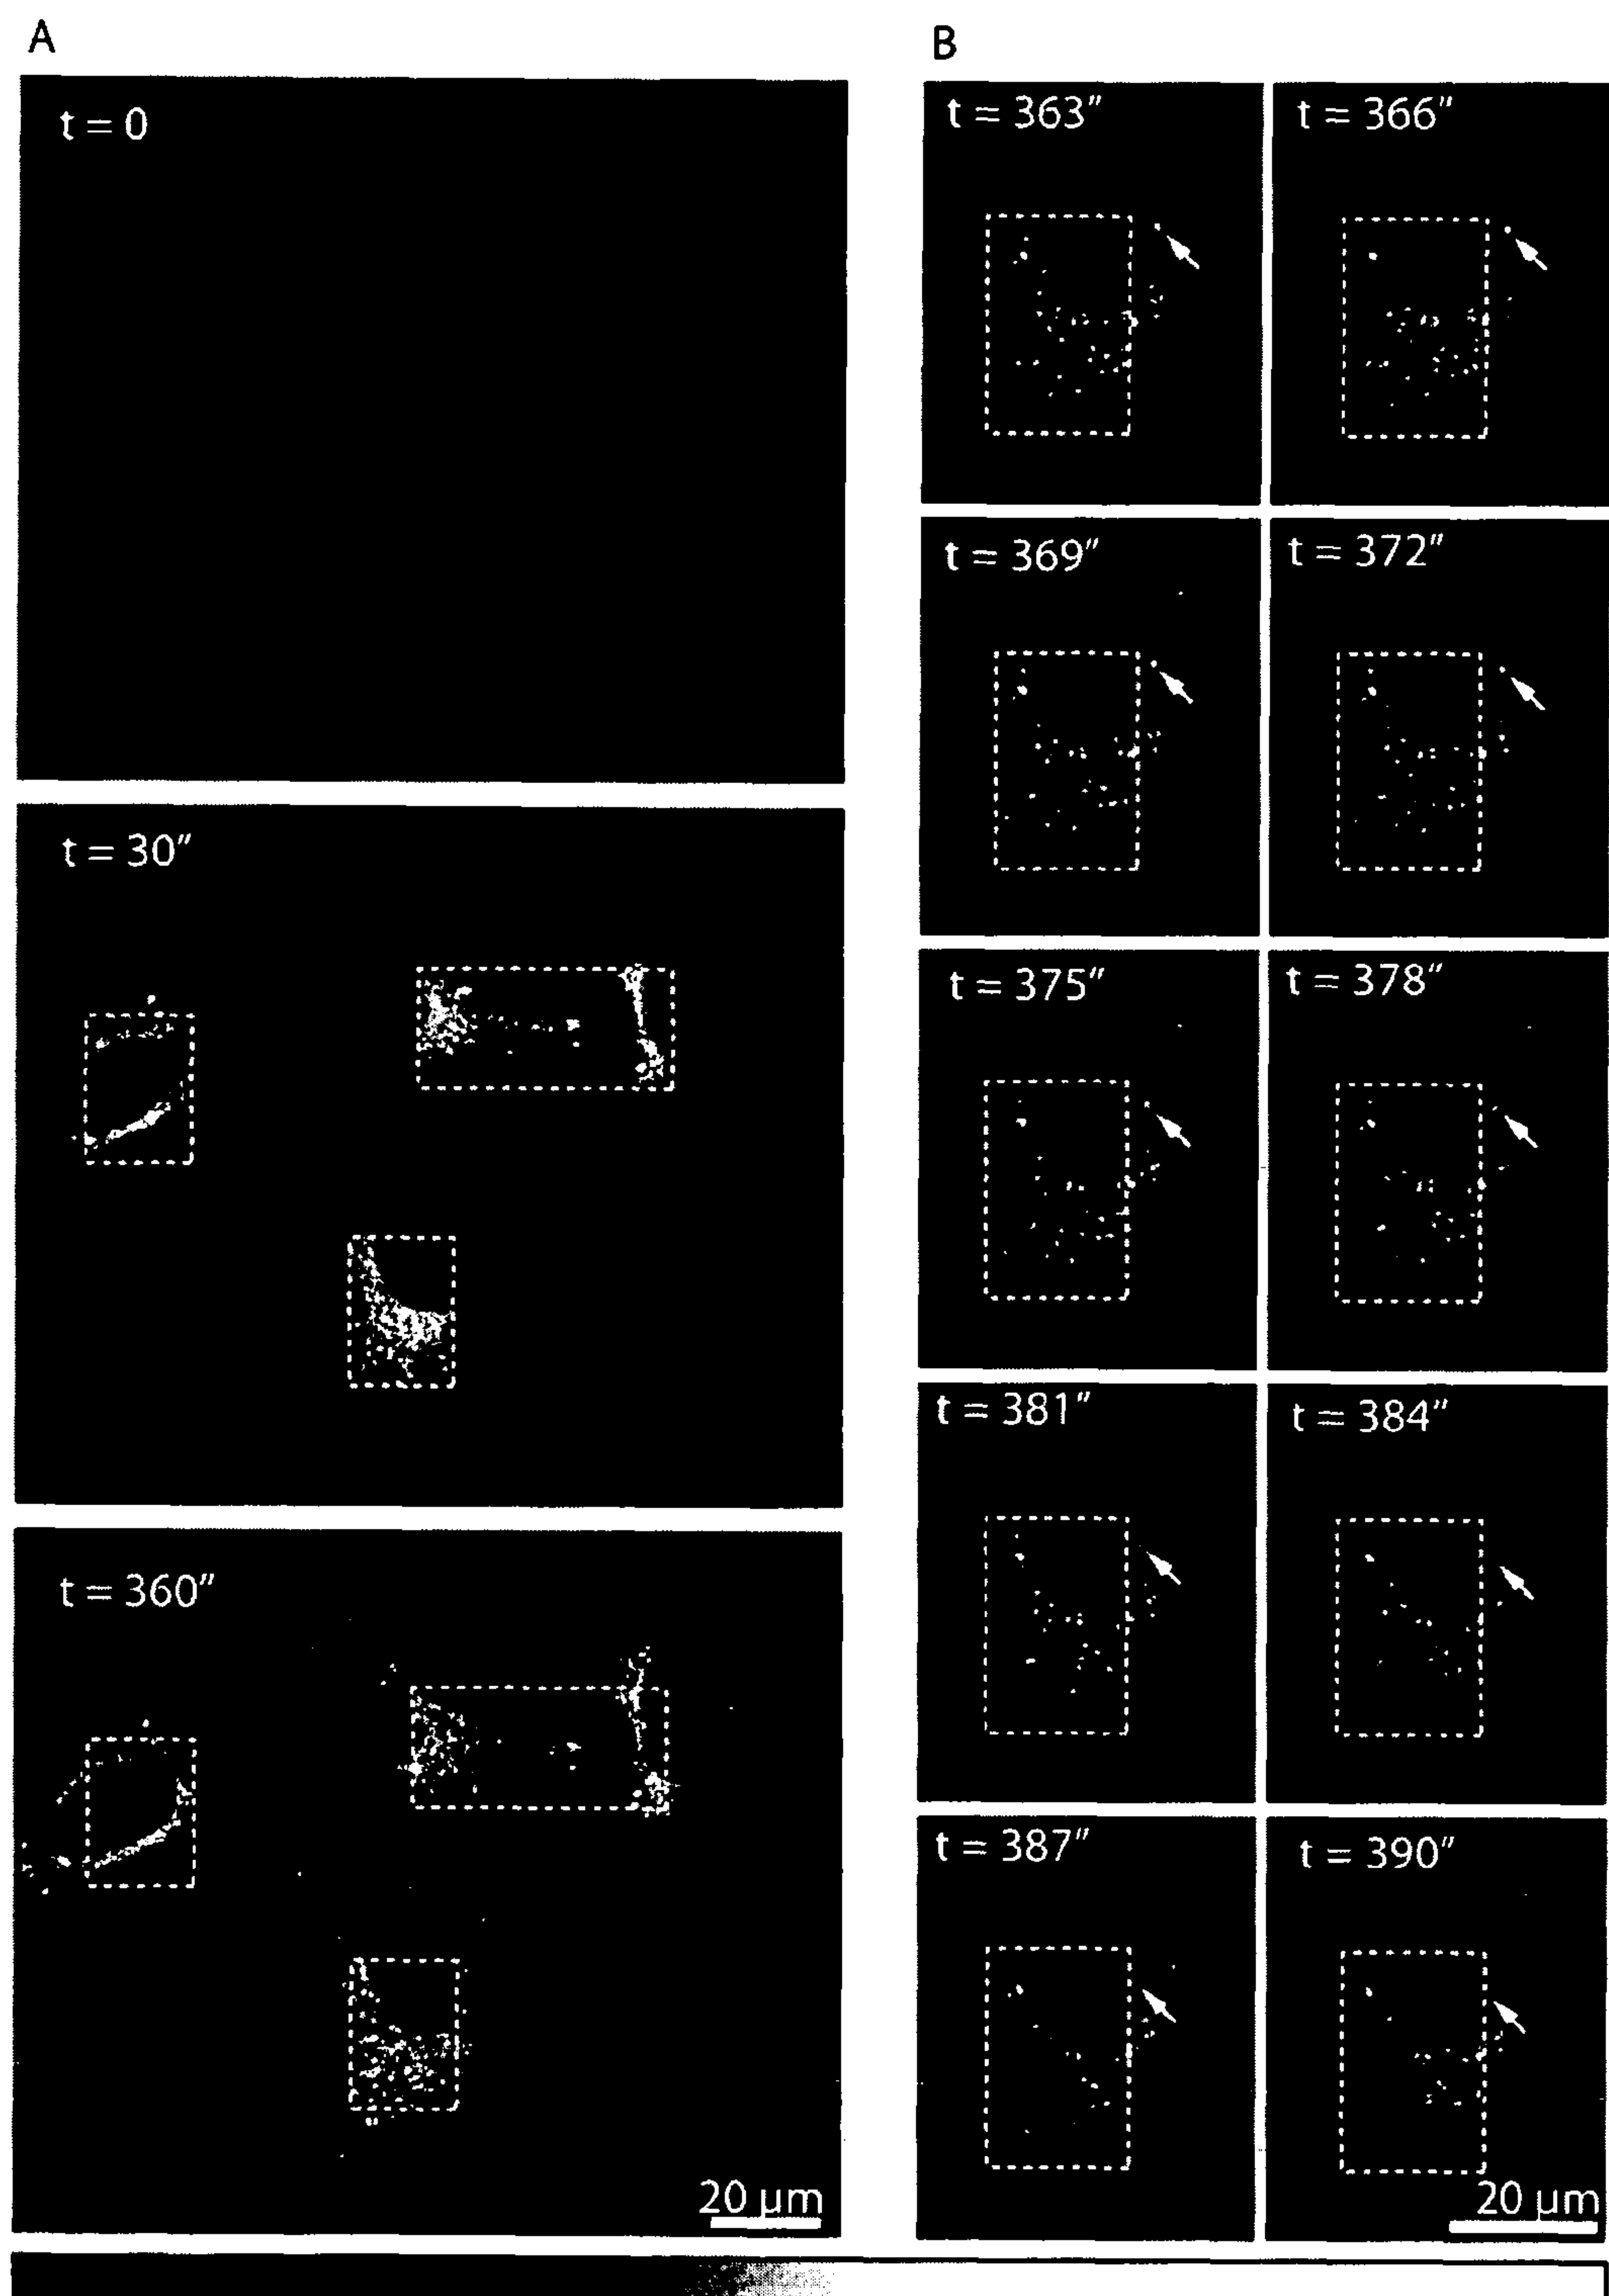 A
t = 0
t = 30″
t = 360″
20 μm
B
t = 363″
t = 366″
t = 369″
t = 372″
t = 375″
t = 378″
t = 381″
t = 384″
t = 387″
t = 390″
20 μm